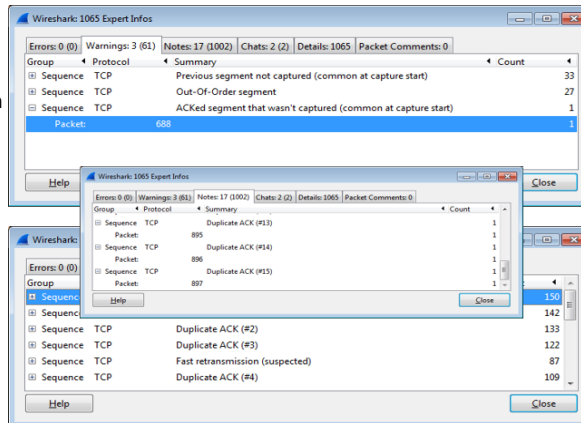 Wireshark: 1065 Expert Infos
Errors: 0 (0) Warnings: 3 (61) Notes: 17 (1002) Chats: 2 (2) Details: 1065 Packet Comments: 0
Group Protocol Summary Count
Sequence TCP Previous segment not captured (common at capture start) 33
Sequence TCP Out-Of-Order segment 27
Sequence TCP ACKed segment that wasn't captured (common at capture start) 1
Packet: 688 1
Help Close
Wireshark: 1065 Expert Infos
Errors: 0 (0) Warnings: 3 (61) Notes: 17 (1002) Chats: 2 (2) Details: 1065 Packet Comments: 0
Group Protocol Summary Count
Sequence TCP Duplicate ACK (#13) 1
Packet: 895 1
Sequence TCP Duplicate ACK (#14) 1
Packet: 896 1
Sequence TCP Duplicate ACK (#15) 1
Packet: 897 1
Help Close
Wireshark:
Errors: 0 (0)
Group
150
142
TCP Duplicate ACK (#2) 133
Sequence TCP Duplicate ACK (#3) 122
Sequence TCP Fast retransmission (suspected) 87
Sequence TCP Duplicate ACK (#4) 109
Help Close